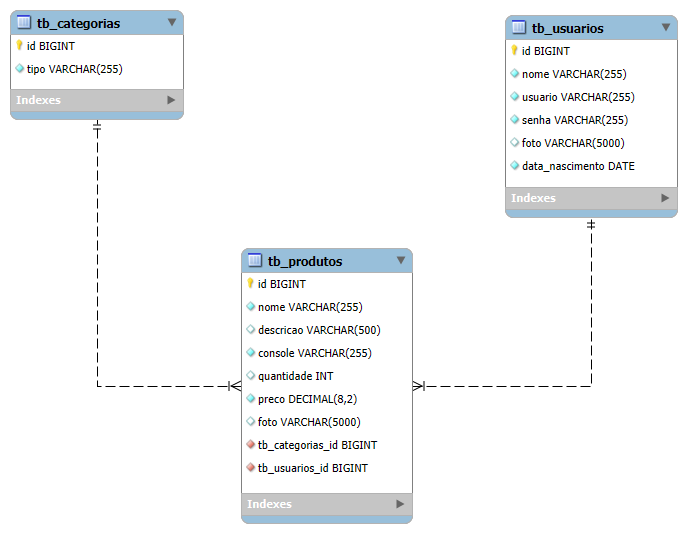 tb_categorias
id BIGINT
tipo VARCHAR(255)
Indexes
tb_usuarios
id BIGINT
nome VARCHAR(255)
usuario VARCHAR(255)
senha VARCHAR(255)
foto VARCHAR(5000)
data_nascimento DATE
Indexes
tb_produtos
id BIGINT
nome VARCHAR(255)
descricao VARCHAR(500)
console VARCHAR(255)
quantidade INT
preco DECIMAL(8,2)
foto VARCHAR(5000)
tb_categorias_id BIGINT
tb_usuarios_id BIGINT
Indexes